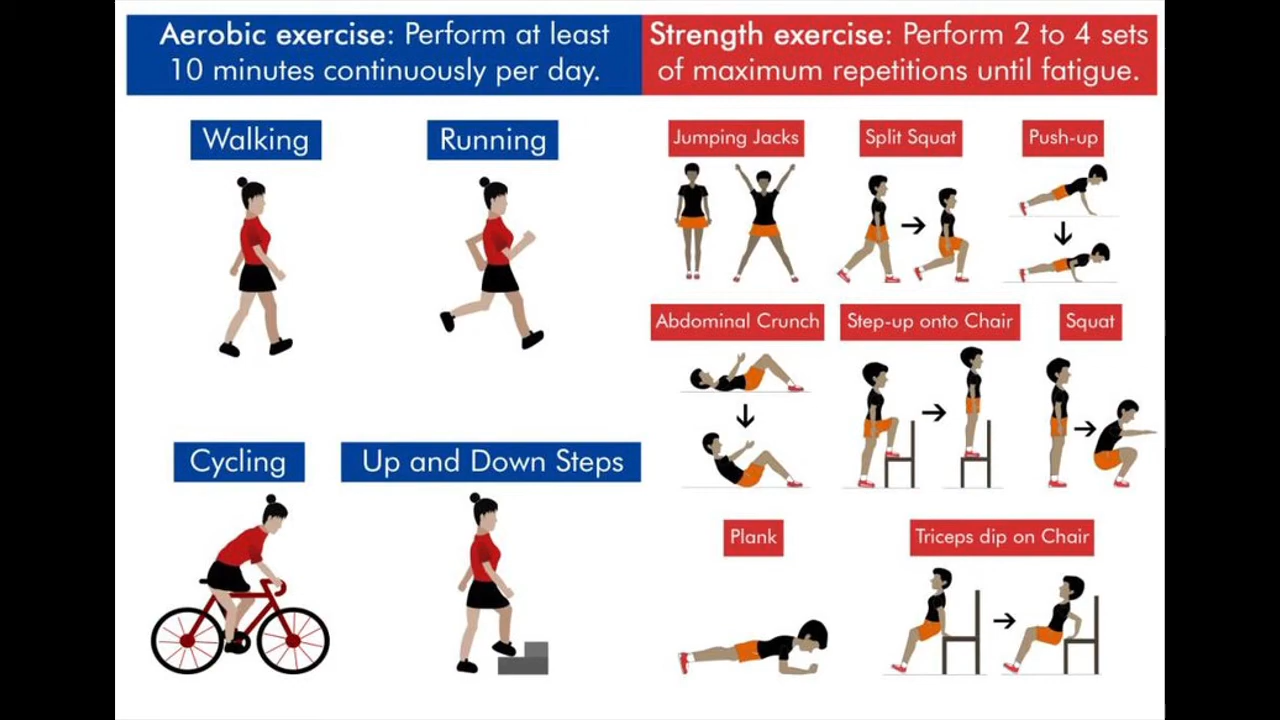 Aerobic exercise: Perform at least
10 minutes continuously per day.
Strength exercise: Perform 2 to 4 sets
of maximum repetitions until fatigue.
Walking
Running
Cycling
Up and Down Steps
Jumping Jacks
Split Squat
Push-up
Abdominal Crunch
Step-up onto Chair
Squat
Plank
Triceps dip on Chair